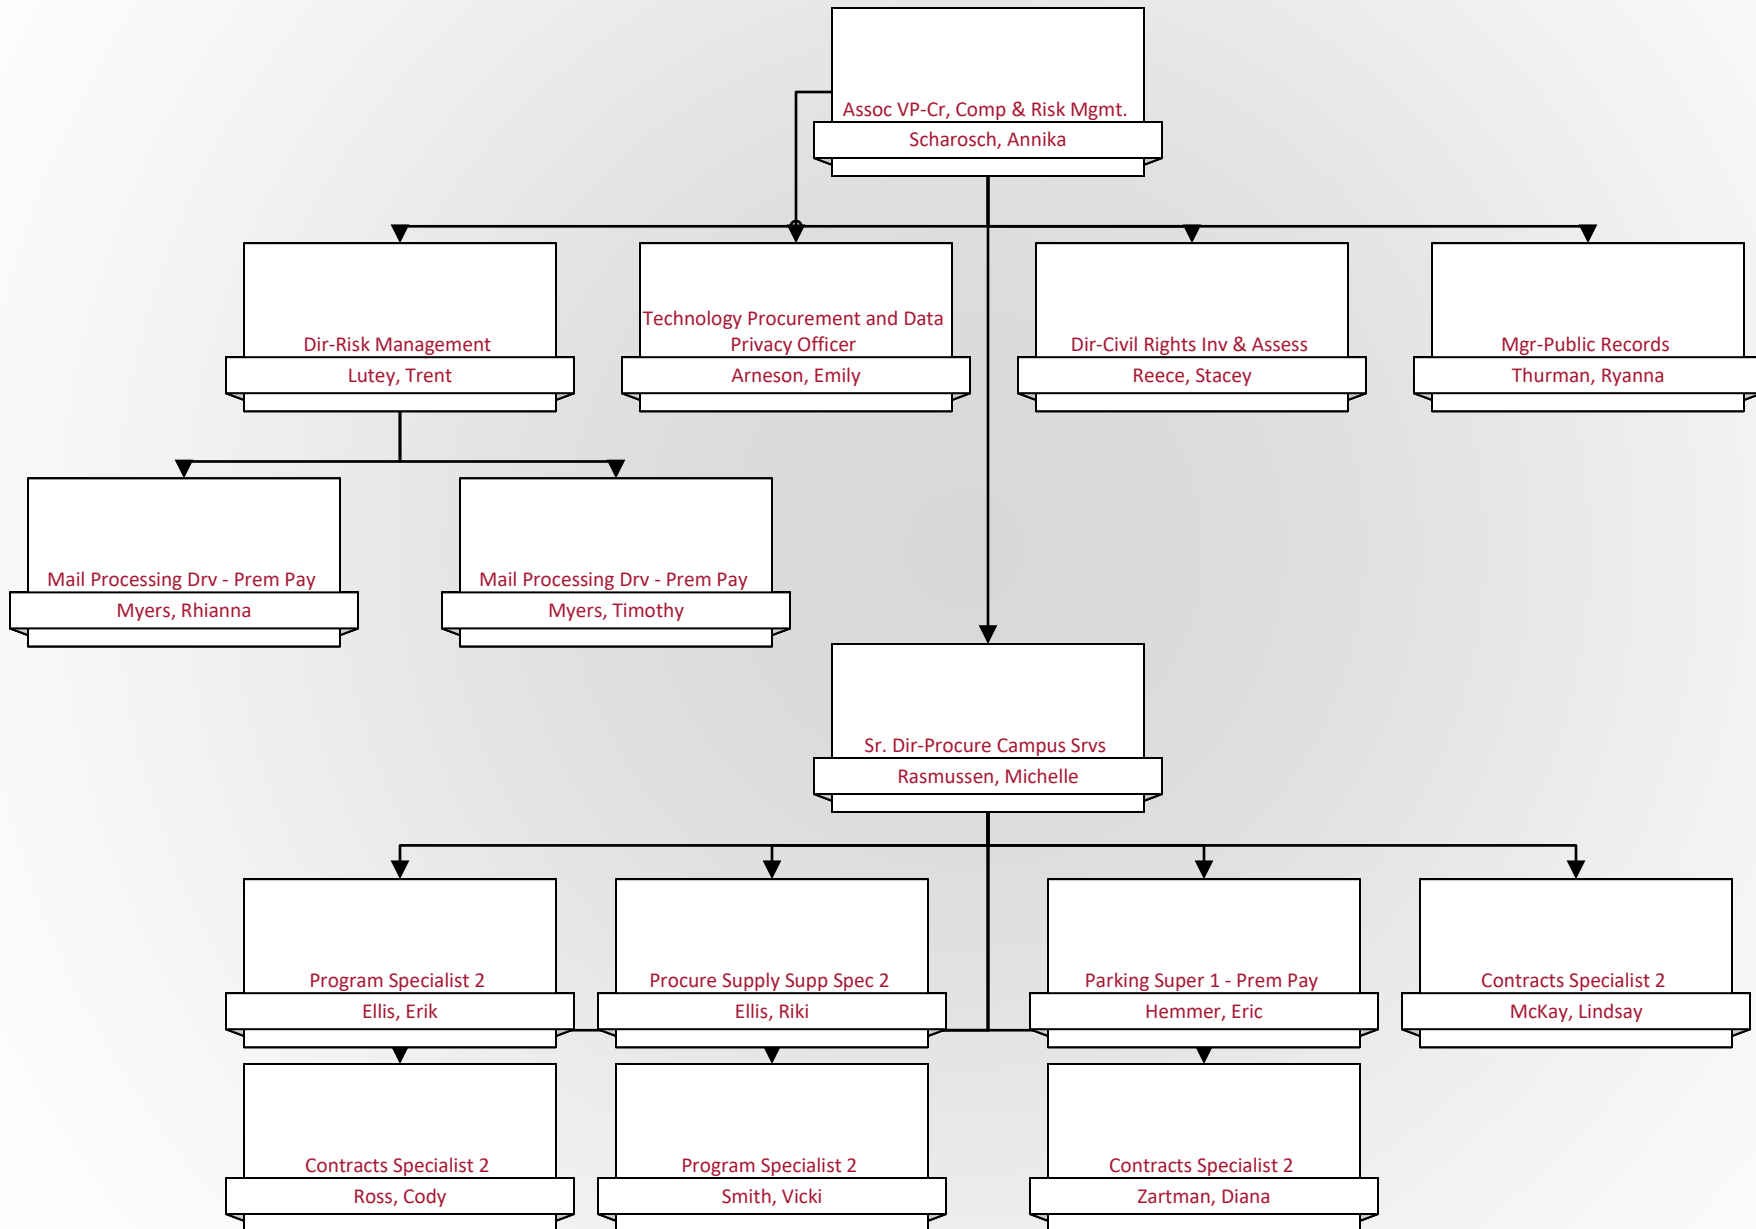 Assoc VP-Cr, Comp & Risk Mgmt.
Scharosch, Annika
Dir-Risk Management
Lutey, Trent
Technology Procurement and Data
Privacy Officer
Arneson, Emily
Dir-Civil Rights Inv & Assess
Reece, Stacey
Mgr-Public Records
Thurman, Ryanna
Mail Processing Drv - Prem Pay
Myers, Rhianna
Mail Processing Drv - Prem Pay
Myers, Timothy
Sr. Dir-Procure Campus Srvs
Rasmussen, Michelle
Program Specialist 2
Ellis, Erik
Procure Supply Supp Spec 2
Ellis, Riki
Parking Super 1 - Prem Pay
Hemmer, Eric
Contracts Specialist 2
McKay, Lindsay
Contracts Specialist 2
Ross, Cody
Program Specialist 2
Smith, Vicki
Contracts Specialist 2
Zartman, Diana